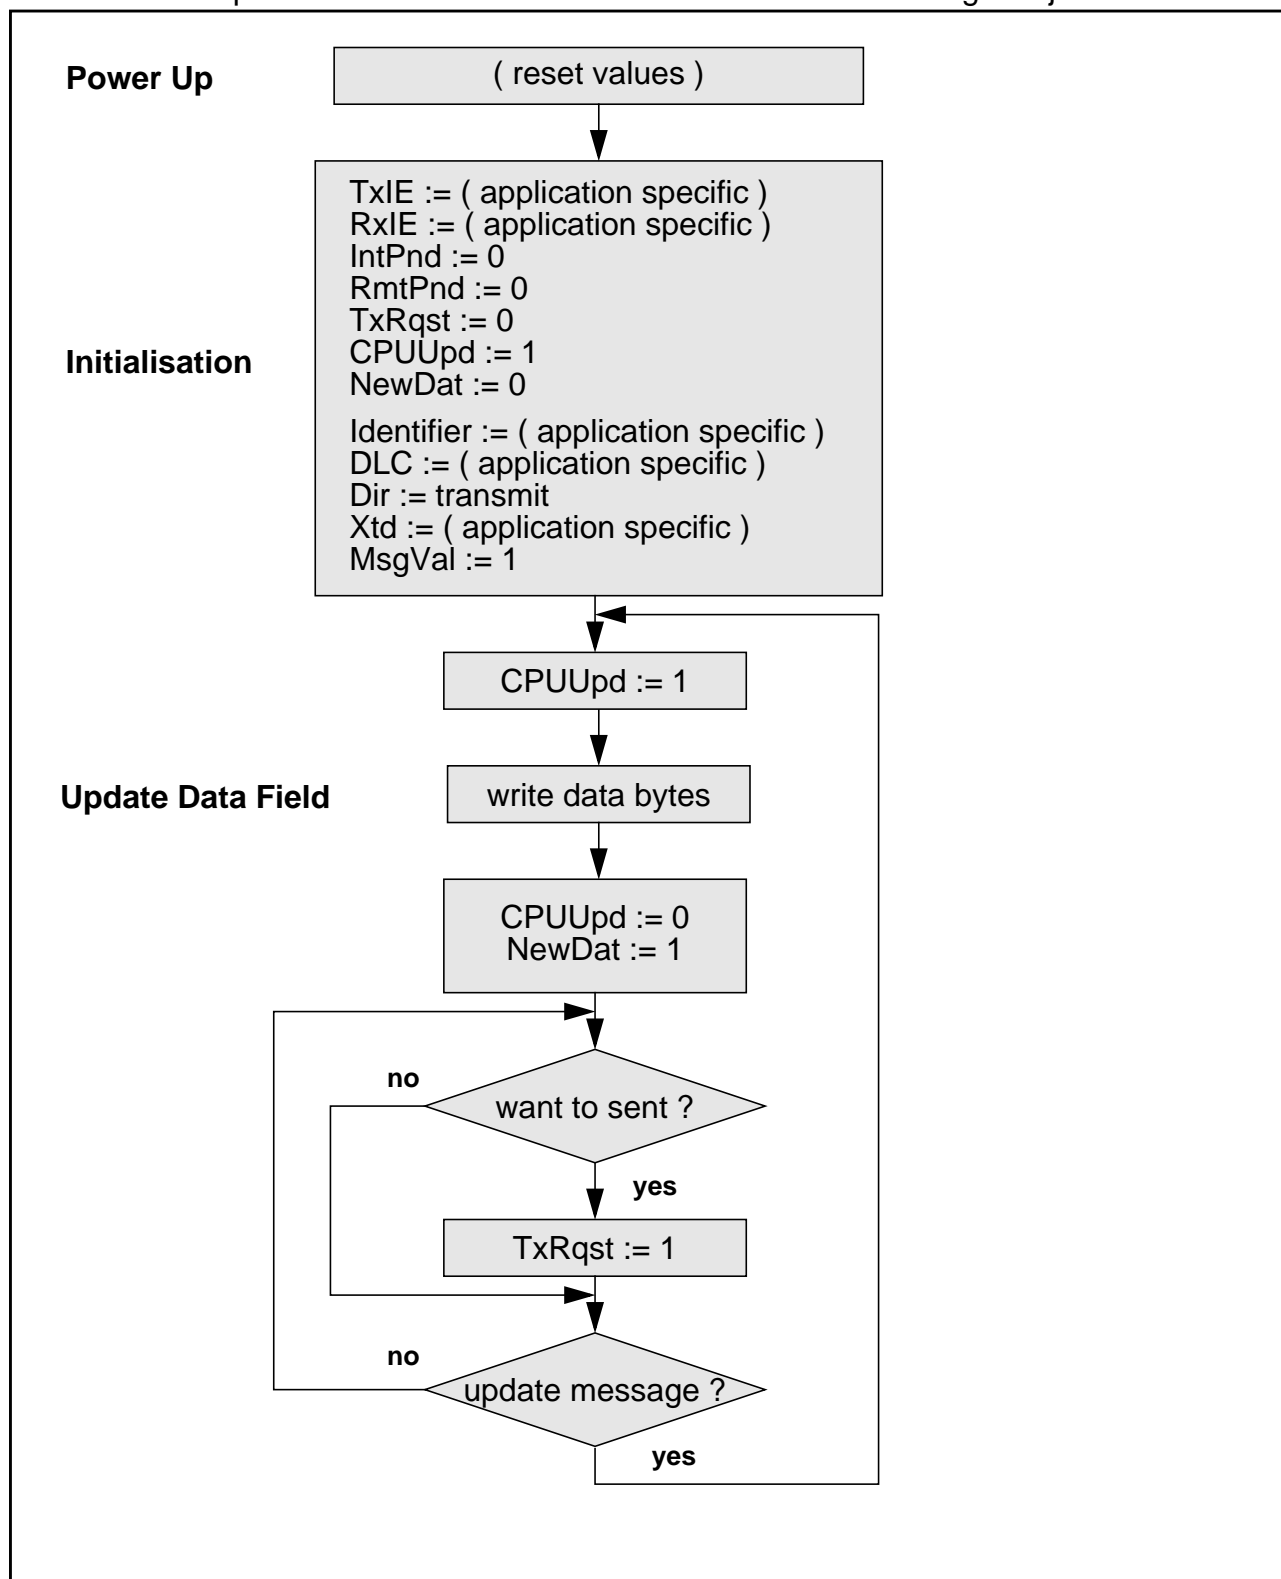 Power Up
( reset values )
TxIE := ( application specific )
RxIE := ( application specific )
IntPnd := 0
RmtPnd := 0
TxRqst := 0
Initialisation
CPUUpd := 1
NewDat := 0
Identifier := ( application specific )
DLC := ( application specific )
Dir := transmit
Xtd := ( application specific )
MsgVal := 1
CPUUpd := 1
Update Data Field
write data bytes
CPUUpd := 0
NewDat := 1
no
want to sent ?
yes
TxRqst := 1
no
update message ?
yes